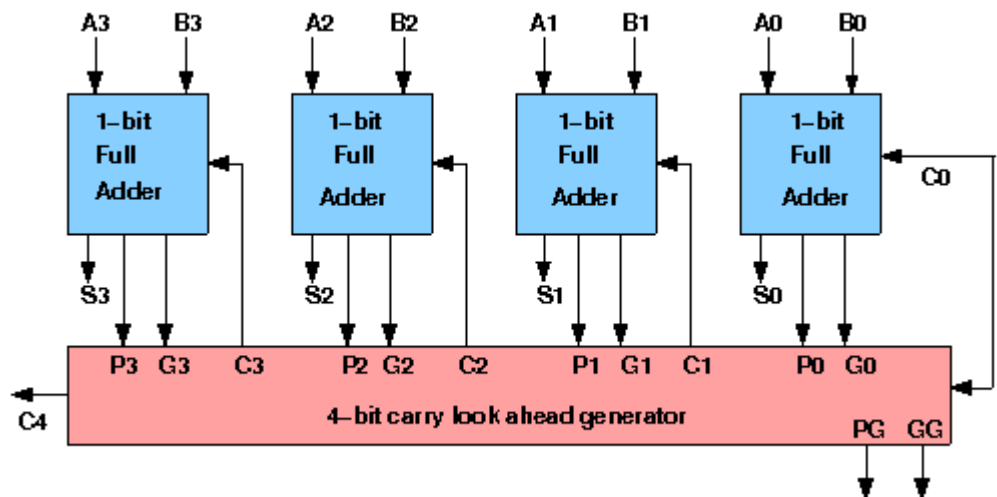 A3 B3 A2 B2 A1 B1 A0 B0
1-bit Full Adder
1-bit Full Adder
1-bit Full Adder
1-bit Full Adder
C0
S3 S2 S1 S0
P3 G3 C3 P2 G2 C2 P1 G1 C1 P0 G0
C4
4-bit carry look ahead generator
PG GG